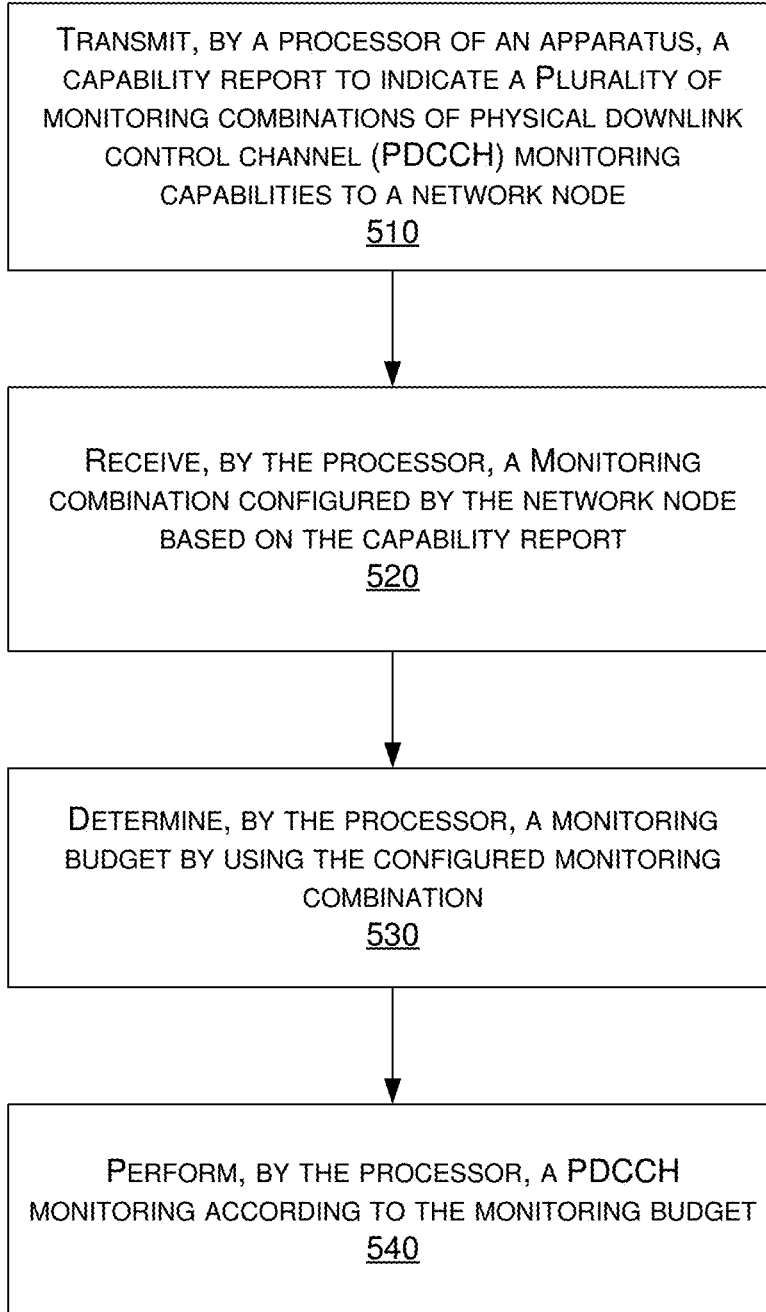 TRANSMIT, BY A PROCESSOR OF AN APPARATUS, A
CAPABILITY REPORT TO INDICATE A PLURALITY OF
MONITORING COMBINATIONS OF PHYSICAL DOWNLINK
CONTROL CHANNEL (PDCCH) MONITORING
CAPABILITIES TO A NETWORK NODE
510
RECEIVE, BY THE PROCESSOR, A MONITORING
COMBINATION CONFIGURED BY THE NETWORK NODE
BASED ON THE CAPABILITY REPORT
520
DETERMINE, BY THE PROCESSOR, A MONITORING
BUDGET BY USING THE CONFIGURED MONITORING
COMBINATION
530
PERFORM, BY THE PROCESSOR, A PDCCH
MONITORING ACCORDING TO THE MONITORING BUDGET
540